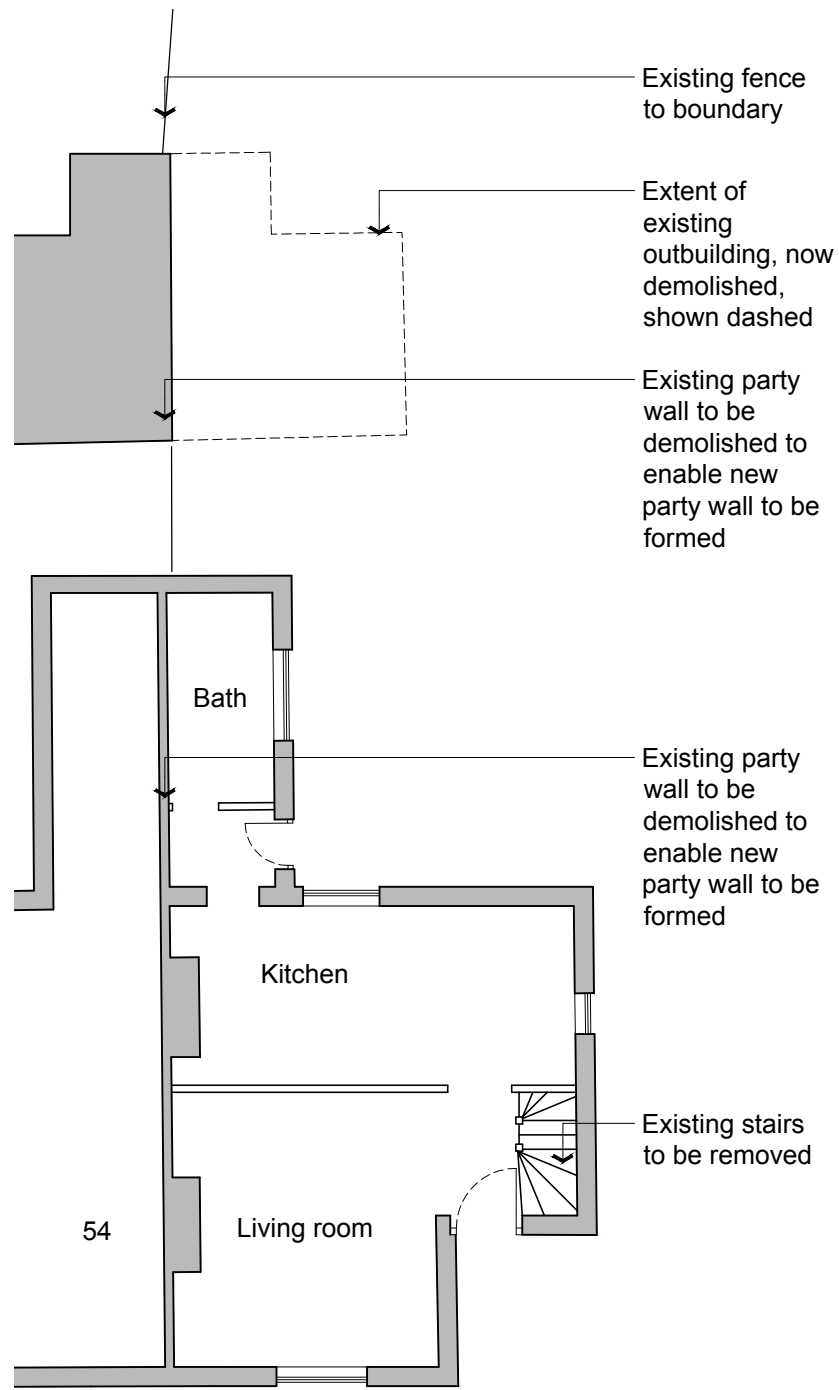 Existing fence
to boundary
Extent of
existing
outbuilding, now
demolished,
shown dashed
Existing party
wall to be
demolished to
enable new
party wall to be
formed
Bath
Existing party
wall to be
demolished to
enable new
party wall to be
formed
Kitchen
Existing stairs
to be removed
54
Living room